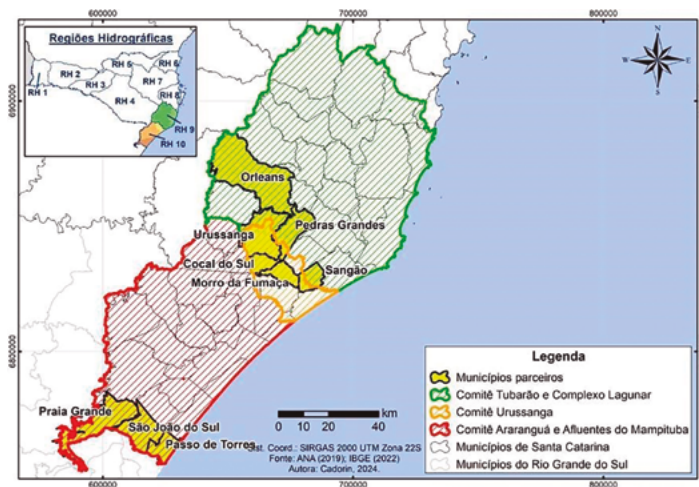 600000
700000
800000
Regiões Hidrográficas
RH 1
RH 2
RH 3
RH 4
RH 5
RH 6
RH 7
RH 8
RH 9
RH 10
N
W
E
S
6900000
6800000
Orleans
Pedras Grandes
Urussanga
Cocal do Sul
Sangão
Morro da Fumaça
Praia Grande
São João do Sul
Passo de Torres
km
10 0 10 20 30 40
Sist. Coord.: SIRGAS 2000 UTM Zona 22S
Fonte: ANA (2019); IBGE (2022)
Autora: Cadorin, 2024.
Legenda
Municípios parceiros
Comitê Tubarão e Complexo Lagunar
Comitê Urussanga
Comitê Araranguá e Afluentes do Mampituba
Municípios de Santa Catarina
Municípios do Rio Grande do Sul
600000
700000
800000